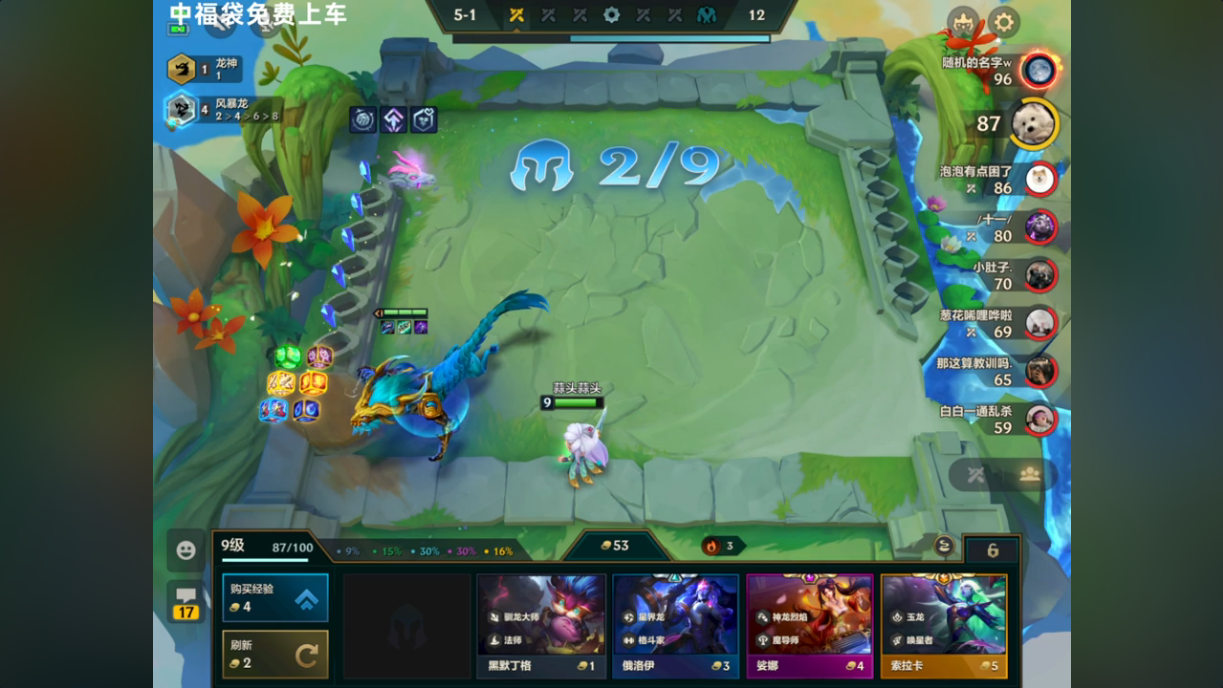 中福袋免费上车
5-1
12
1 龙神
1
4 风暴龙
2 > 4 > 6 > 8
2/9
随机的名字w
96
87
泡泡有点困了
86
/十一/
80
小肚子.
70
葱花唏哩哗啦
69
那这算教训吗.
65
白白一通乱杀
59
蒜头蒜头
9
9级
87/100
9%
15%
30%
30%
16%
53
3
6
购买经验
4
刷新
2
17
驯龙大师
法师
黑默丁格
1
星界龙
格斗家
俄洛伊
3
神龙烈焰
魔导师
娑娜
4
玉龙
唤星者
索拉卡
5